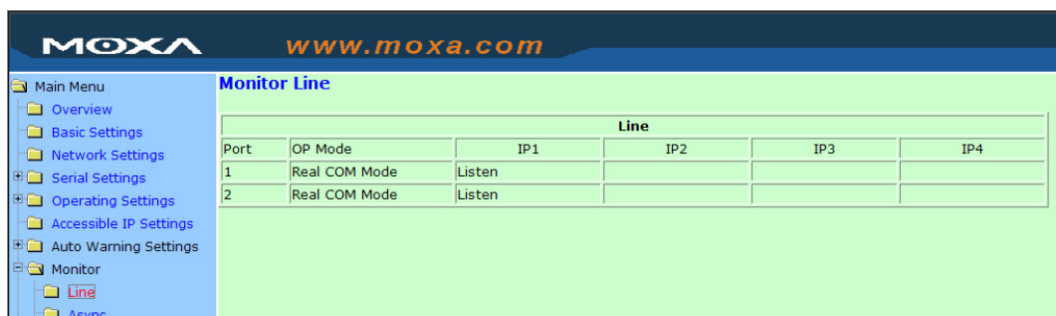 MOXA
www.moxa.com
Main Menu
Overview
Basic Settings
Network Settings
Serial Settings
Operating Settings
Accessible IP Settings
Auto Warning Settings
Monitor
Line
Async
Monitor Line
Line
Port OP Mode IP1 IP2 IP3 IP4
1 Real COM Mode Listen
2 Real COM Mode Listen